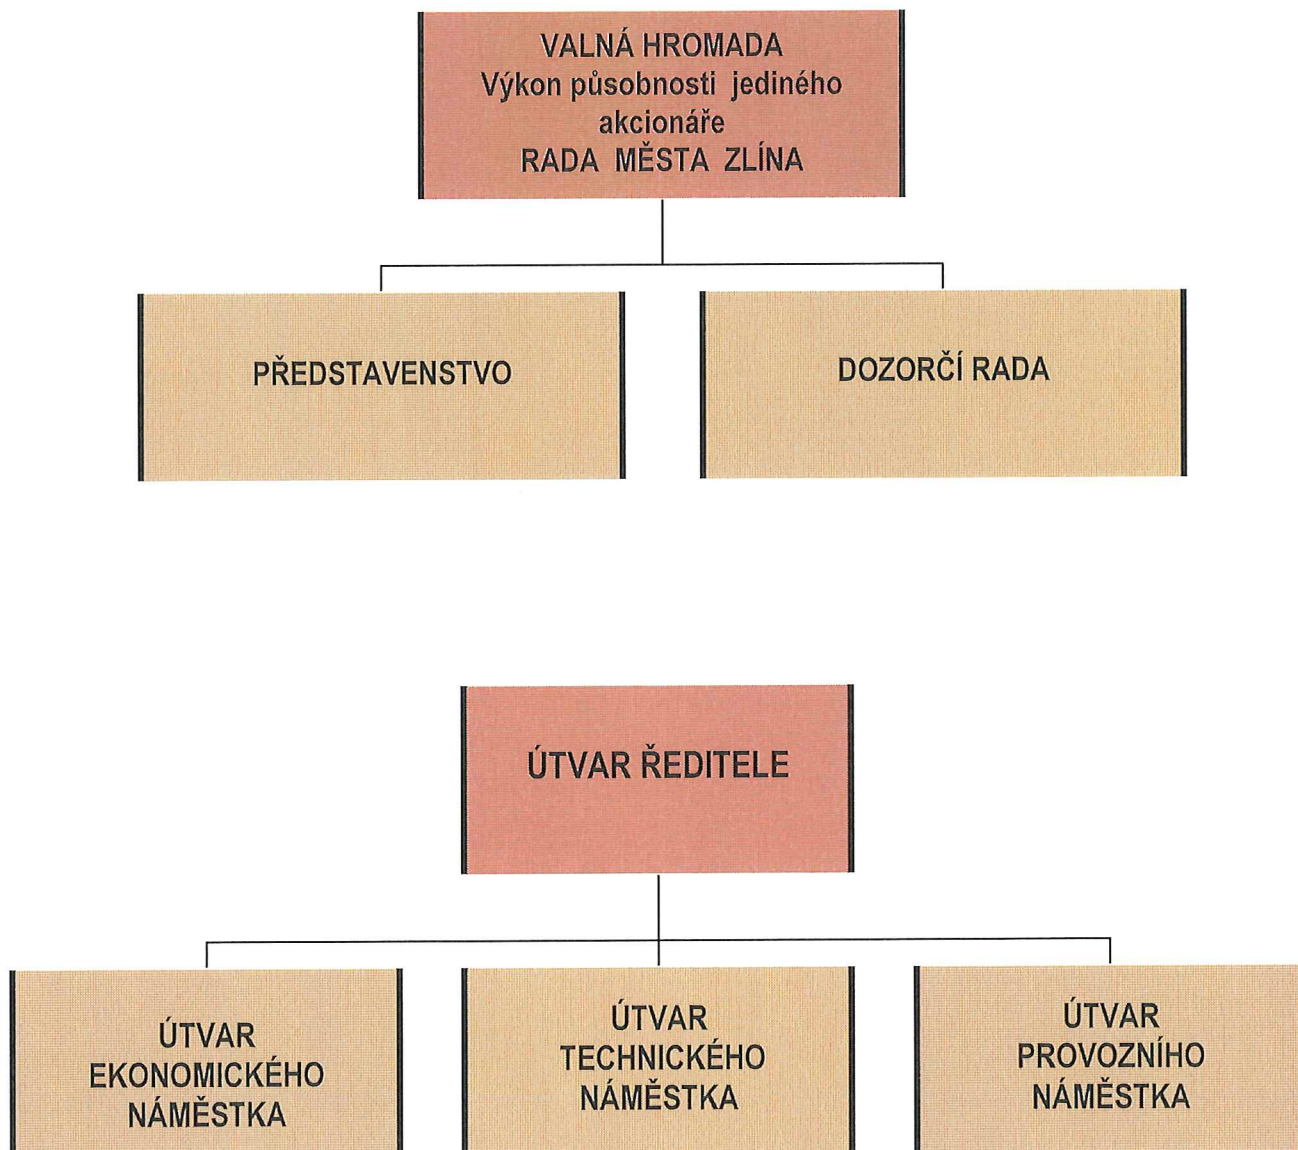 VALNÁ HROMADA
Výkon působnosti jediného
akcionáře
RADA MĚSTA ZLÍNA
PŘEDSTAVENSTVO
DOZORČÍ RADA
ÚTVAR ŘEDITELE
ÚTVAR
EKONOMICKÉHO
NÁMĚSTKA
ÚTVAR
TECHNICKÉHO
NÁMĚSTKA
ÚTVAR
PROVOZNÍHO
NÁMĚSTKA